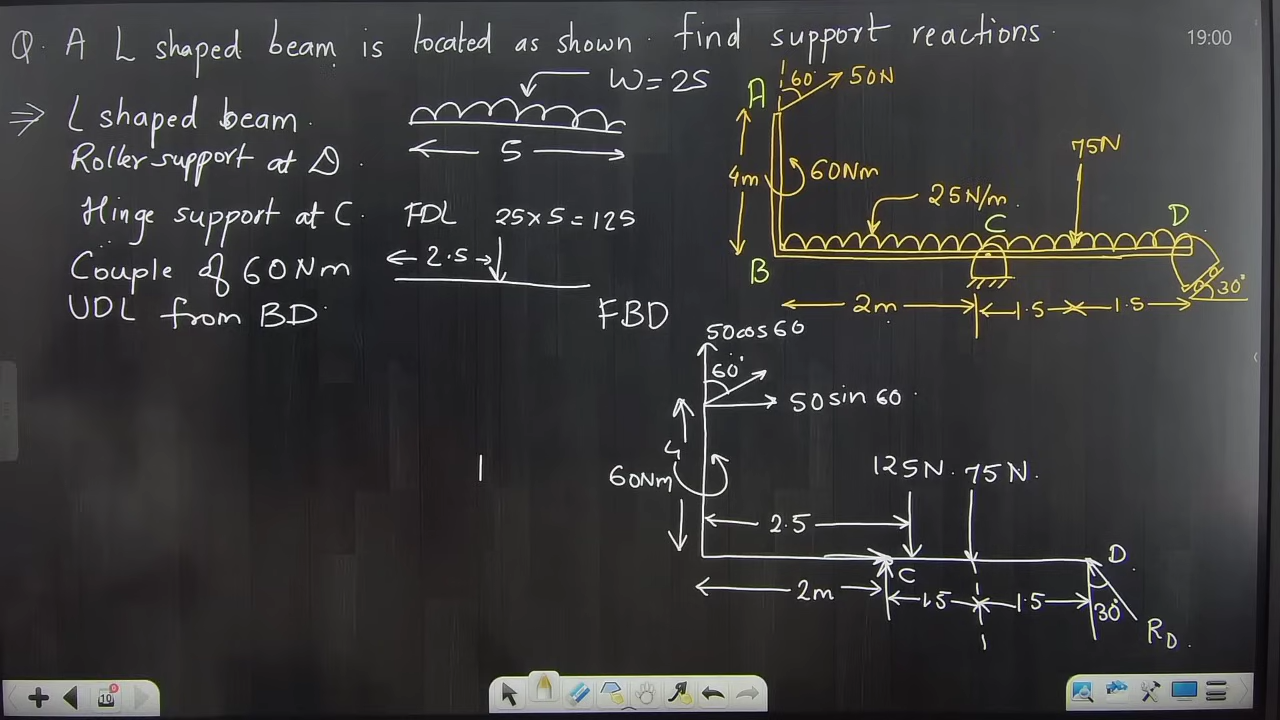 Q. A L shaped beam is located as shown. find support reactions.
19:00
⇒ L shaped beam.
Roller support at D.
Hinge support at C.
Couple of 60Nm
UDL from BD.
W = 25
5
FDL 25×5=125
2.5
A
60°
50N
4m
60Nm
25N/m.
75N
C
D
B
30°
2m
1.5
1.5
FBD
50cos60
60°
50sin60.
4
60Nm
125N.
75N.
2.5
D.
C
2m
1.5
1.5
30°
RD.
10